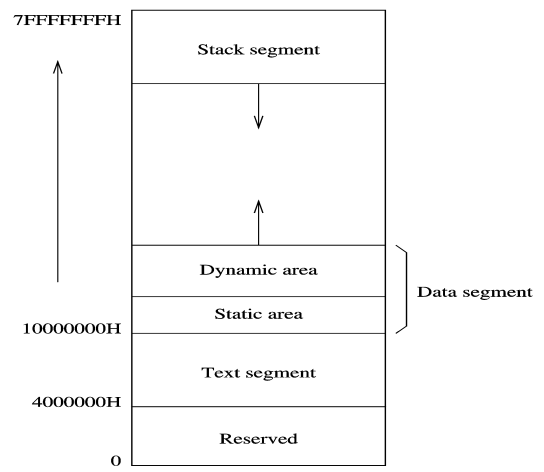 7FFFFFFFH
Stack segment
Dynamic area
Data segment
Static area
10000000H
Text segment
4000000H
Reserved
0